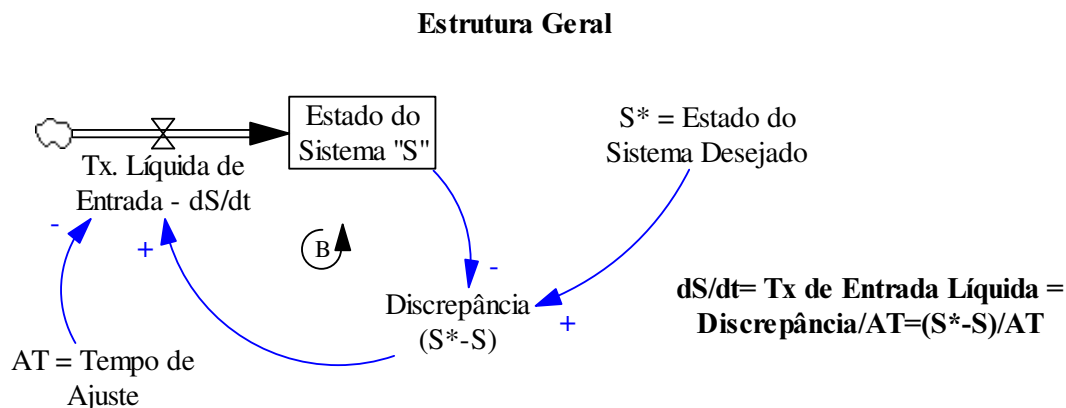 Estrutura Geral
Estado do
Sistema "S"
S* = Estado do
Sistema Desejado
Tx. Líquida de
Entrada - dS/dt
-
+
B
-
Discrepância
(S*-S)
+
dS/dt= Tx de Entrada Líquida =
Discrepância/AT=(S*-S)/AT
AT = Tempo de
Ajuste